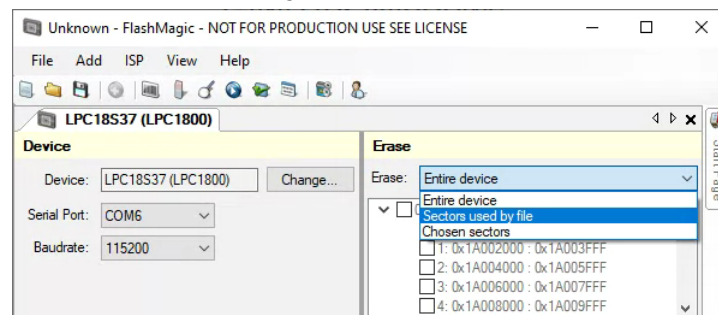 Unknown - FlashMagic - NOT FOR PRODUCTION USE SEE LICENSE
File Add ISP View Help
LPC18S37 (LPC1800)
Device
Device: LPC18S37 (LPC1800) Change...
Serial Port: COM6
Baudrate: 115200
Erase
Erase: Entire device
Entire device
Sectors used by file
Chosen sectors
1: 0x1A002000 : 0x1A003FFF
2: 0x1A004000 : 0x1A005FFF
3: 0x1A006000 : 0x1A007FFF
4: 0x1A008000 : 0x1A009FFF
Start Page